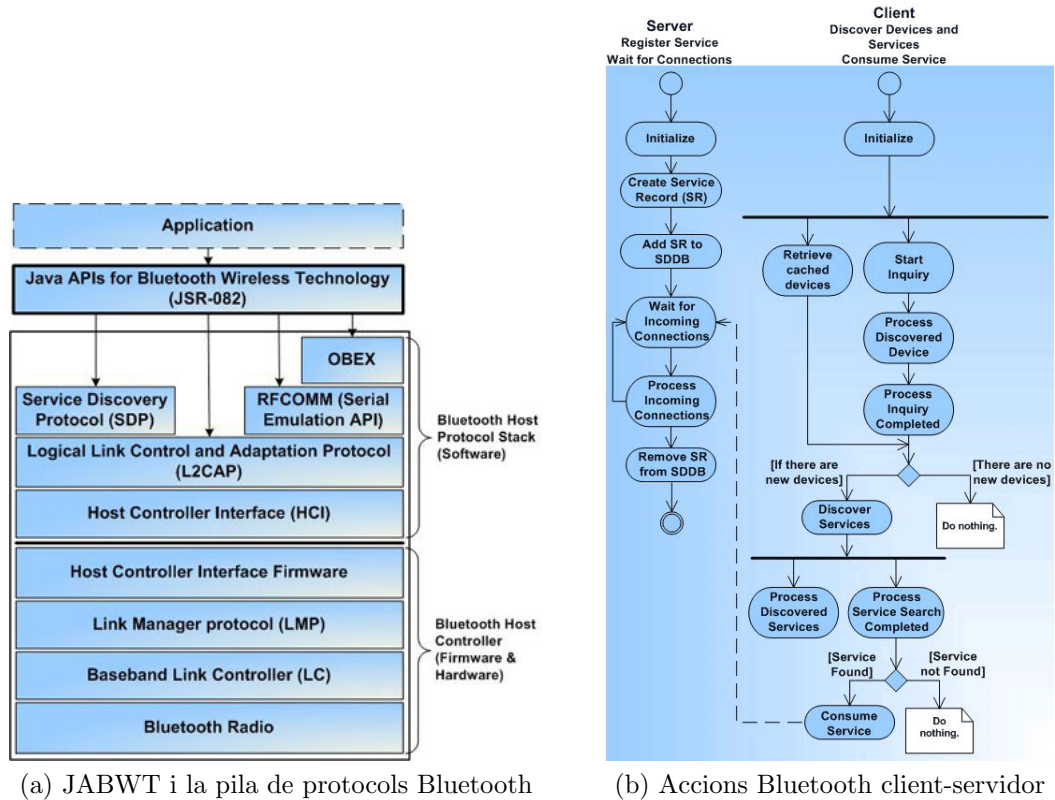 Application
Java APIs for Bluetooth Wireless Technology
(JSR-082)
OBEX
Service Discovery
Protocol (SDP)
RFCOMM (Serial
Emulation API)
Logical Link Control and Adaptation Protocol
(L2CAP)
Host Controller Interface (HCI)
Bluetooth Host
Protocol Stack
(Software)
Host Controller Interface Firmware
Link Manager protocol (LMP)
Baseband Link Controller (LC)
Bluetooth Radio
Bluetooth Host
Controller
(Firmware &
Hardware)
(a) JABWT i la pila de protocols Bluetooth
Server
Register Service
Wait for Connections
Initialize
Create Service
Record (SR)
Add SR to
SDDB
Wait for
Incoming
Connections
Process
Incoming
Connections
Remove SR
from SDDB
Client
Discover Devices and
Services
Consume Service
Initialize
Retrieve
cached
devices
Start
Inquiry
Process
Discovered
Device
Process
Inquiry
Completed
[If there are
new devices]
[There are no
new devices]
Discover
Services
Do nothing.
Process
Discovered
Services
Process
Service Search
Completed
[Service
Found]
[Service
not Found]
Consume
Service
Do
nothing.
(b) Accions Bluetooth client-servidor